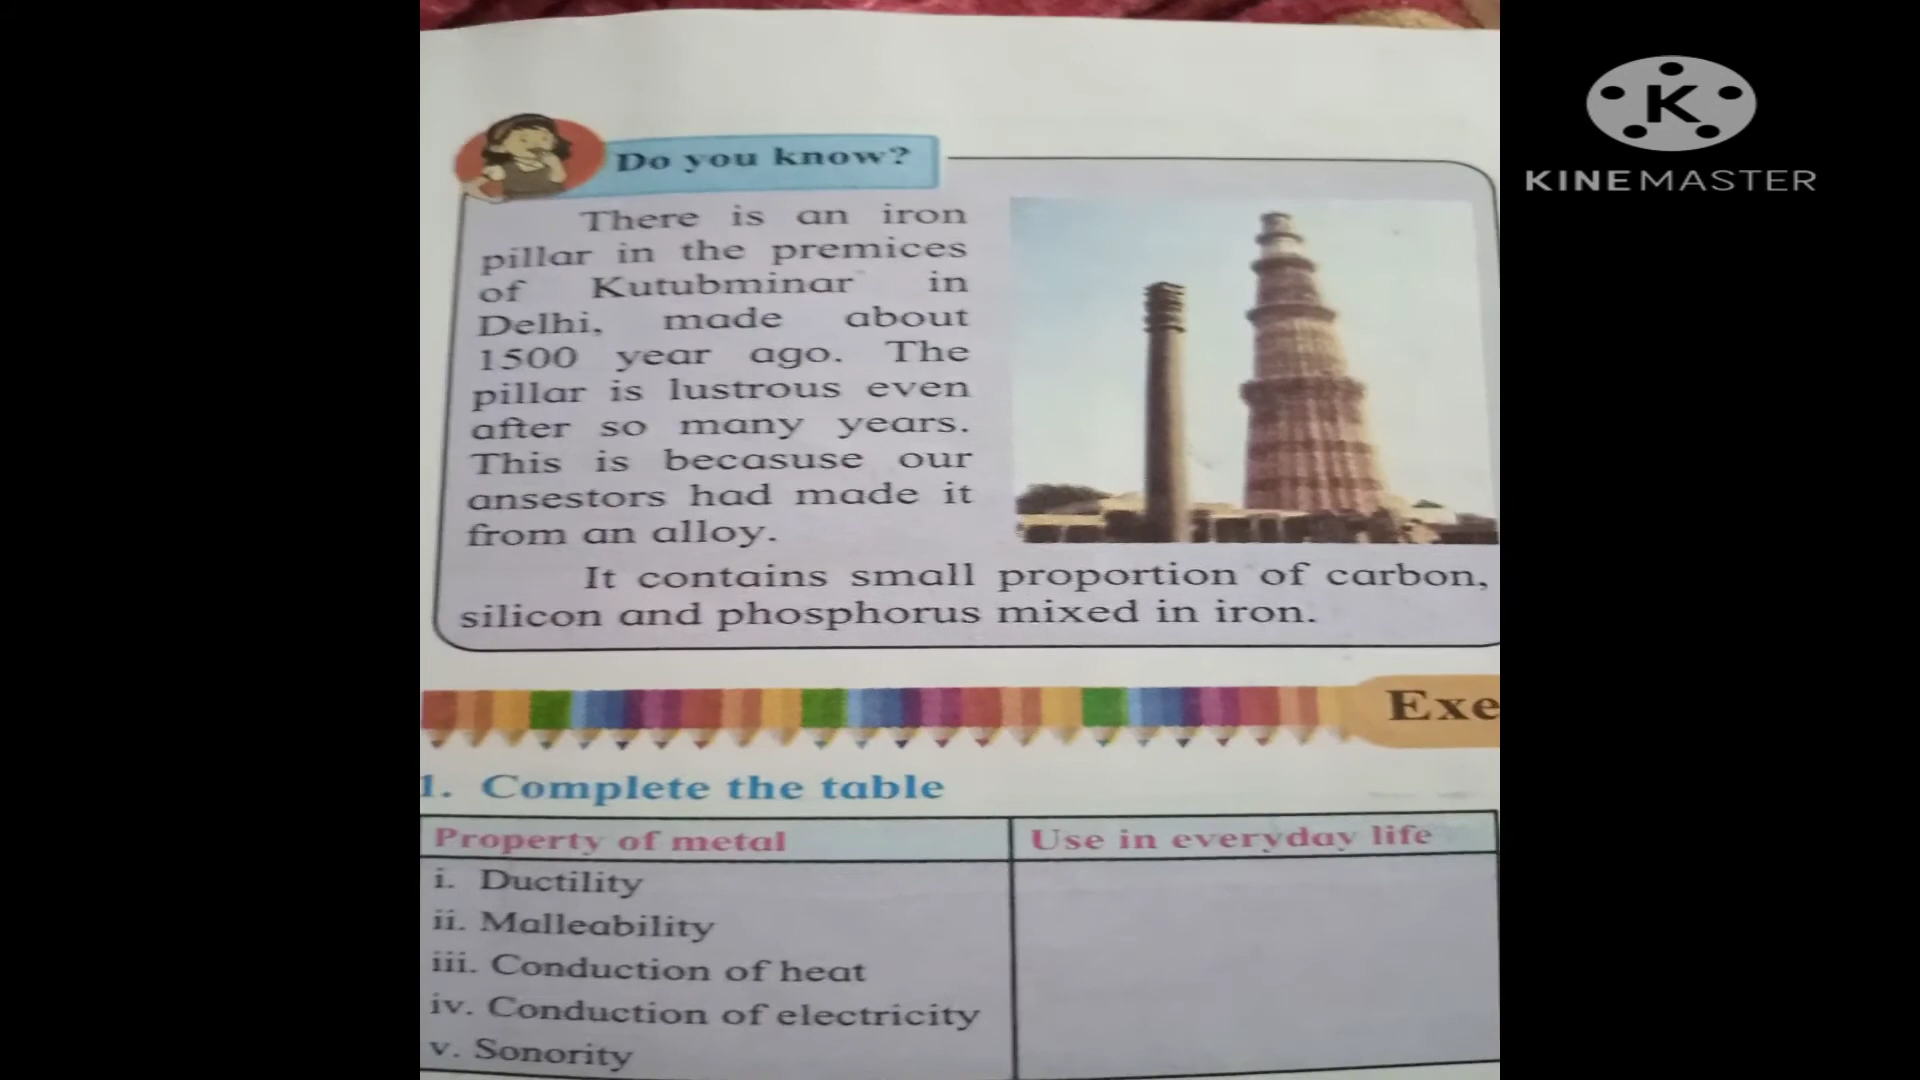 Do you know?
There is an iron
pillar in the premices
of Kutubminar in
Delhi, made about
1500 year ago. The
pillar is lustrous even
after so many years.
This is becasuse our
ansestors had made it
from an alloy.
It contains small proportion of carbon,
silicon and phosphorus mixed in iron.
Exe
1. Complete the table
Property of metal Use in everyday life
i. Ductility
ii. Malleability
iii. Conduction of heat
iv. Conduction of electricity
v. Sonority
K
KINEMASTER